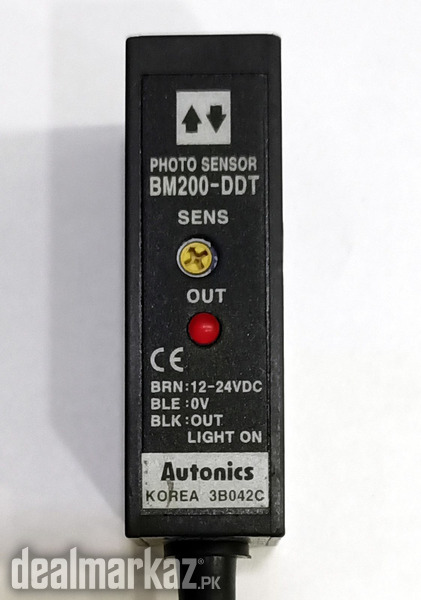 PHOTO SENSOR
BM200-DDT
SENS
OUT
CE
BRN:12-24VDC
BLE:0V
BLK:OUT
LIGHT ON
Autonics
KOREA 3B042C
dealmarkaz.PK